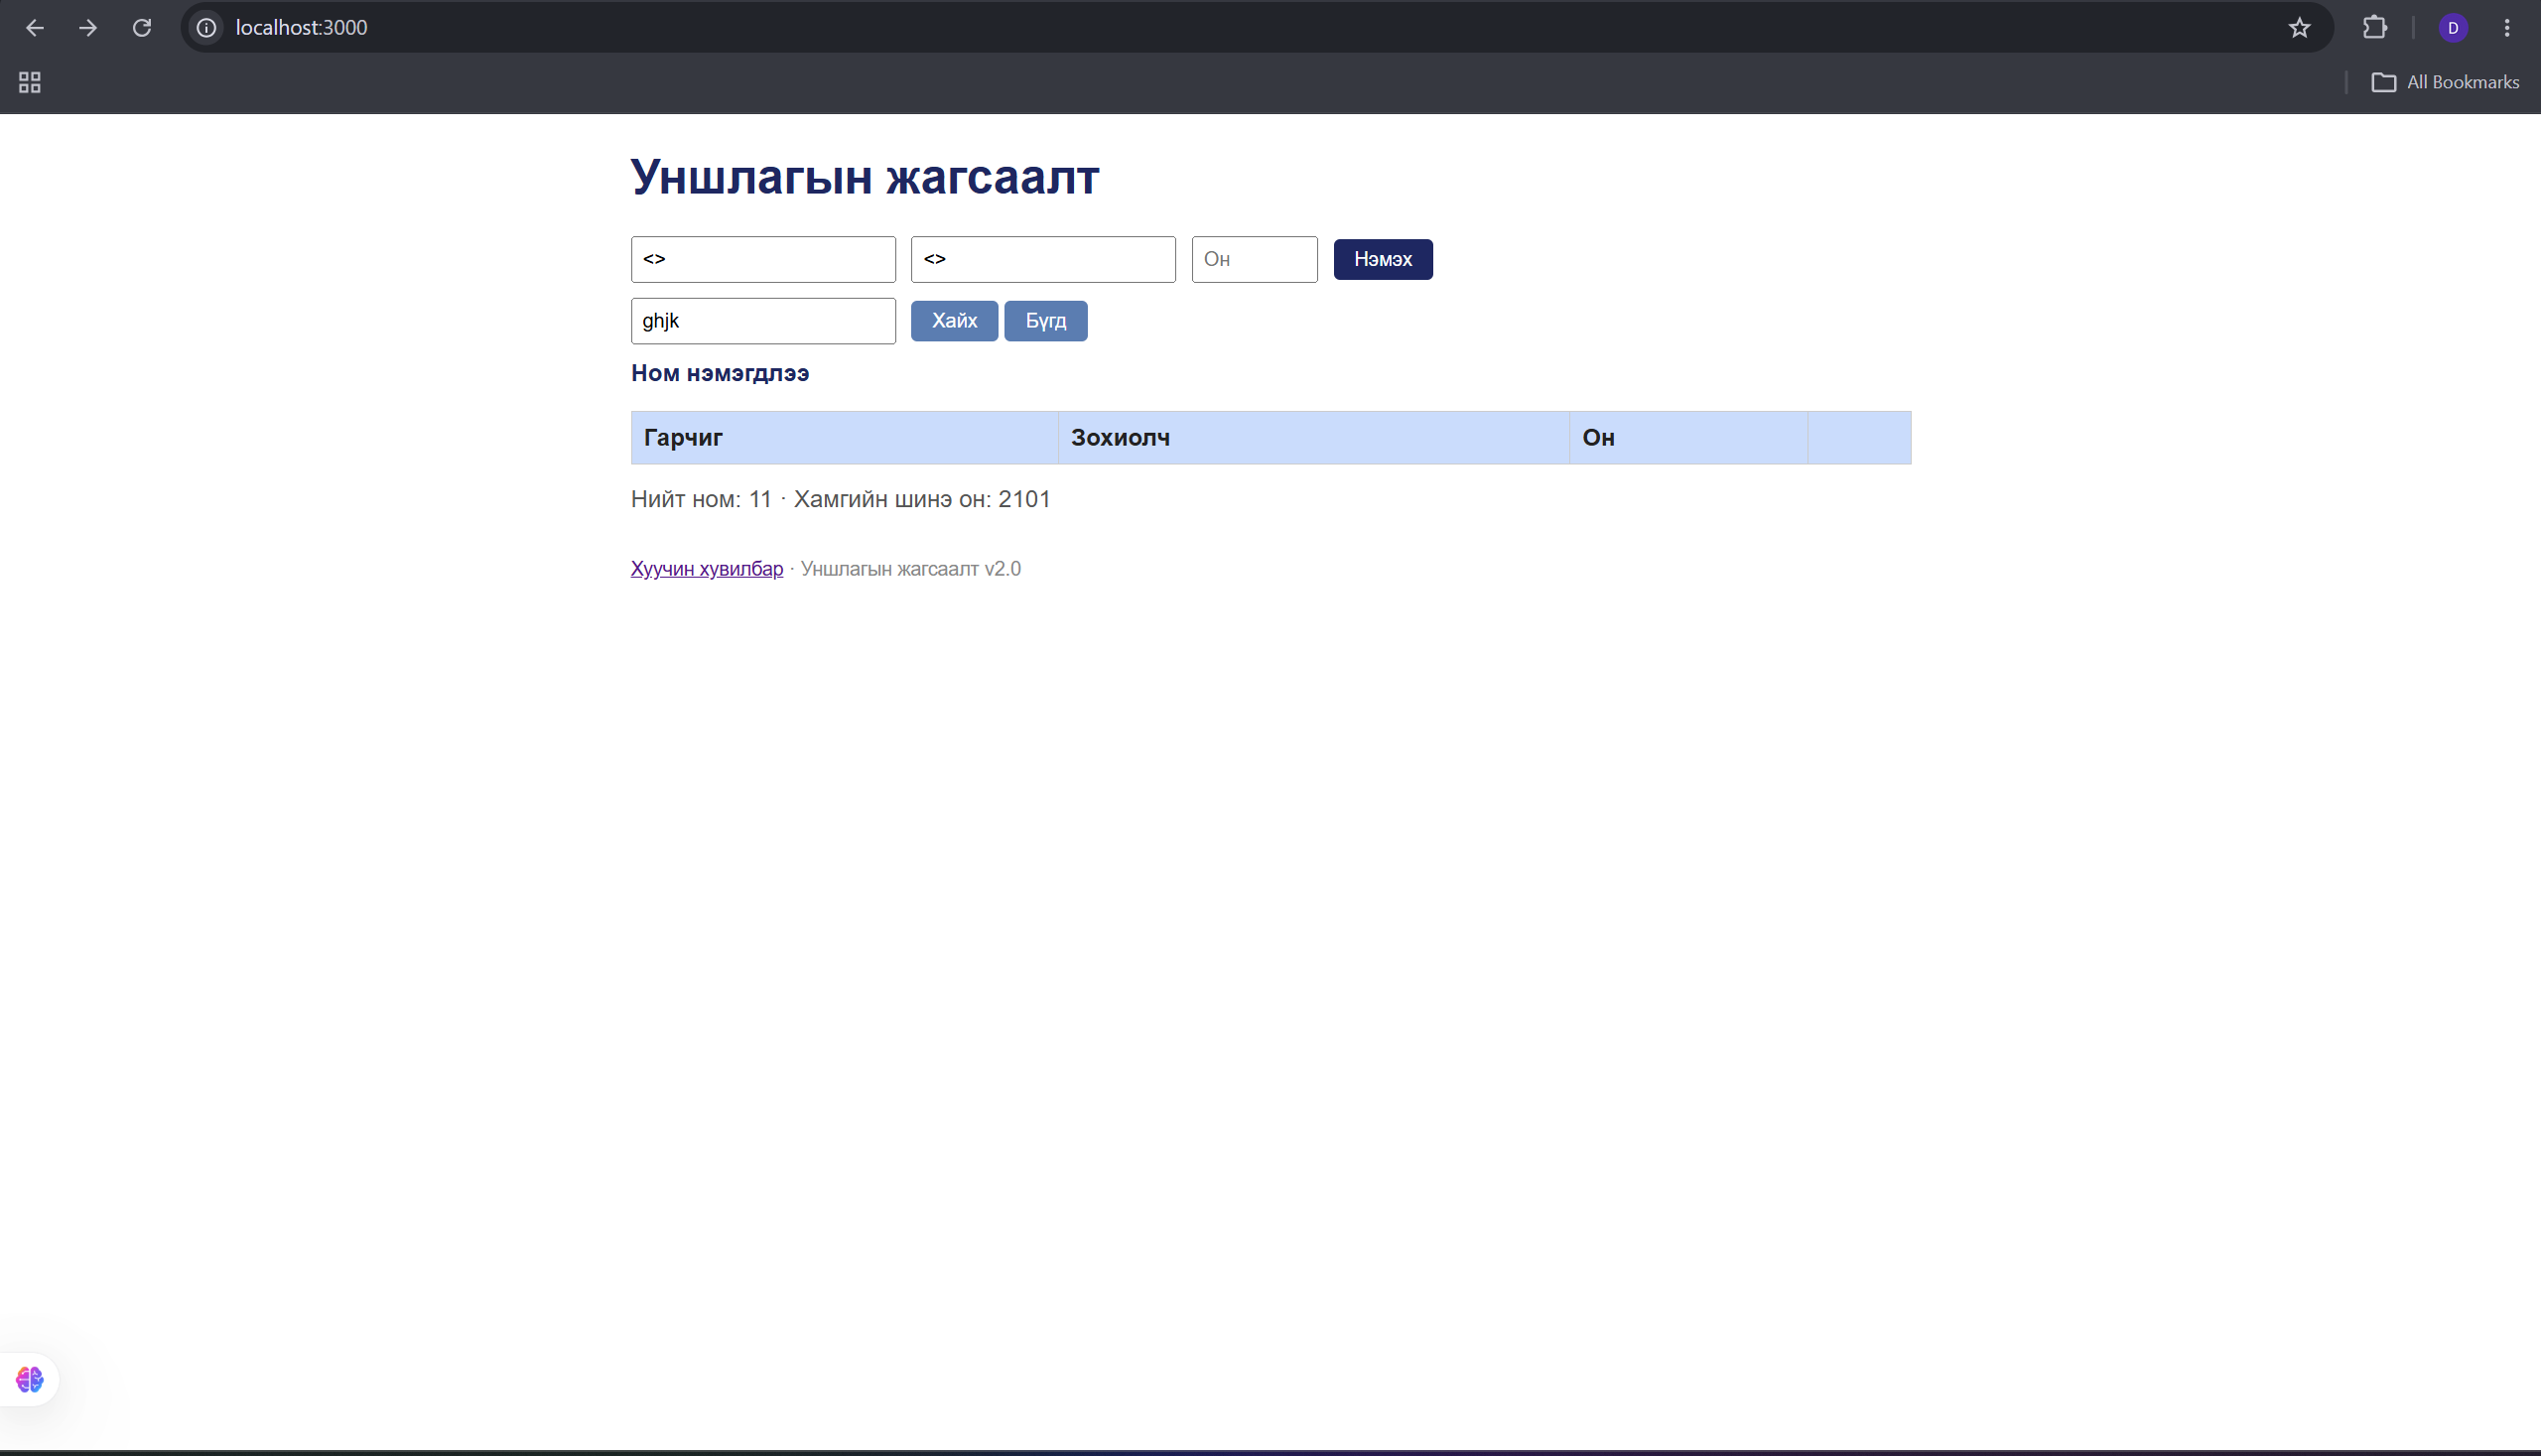 localhost:3000
D
All Bookmarks
Уншлагын жагсаалт
<> <> Он Нэмэх
ghjk Хайх Бүгд
Ном нэмэгдлээ
Гарчиг Зохиолч Он
Нийт ном: 11 · Хамгийн шинэ он: 2101
Хуучин хувилбар · Уншлагын жагсаалт v2.0